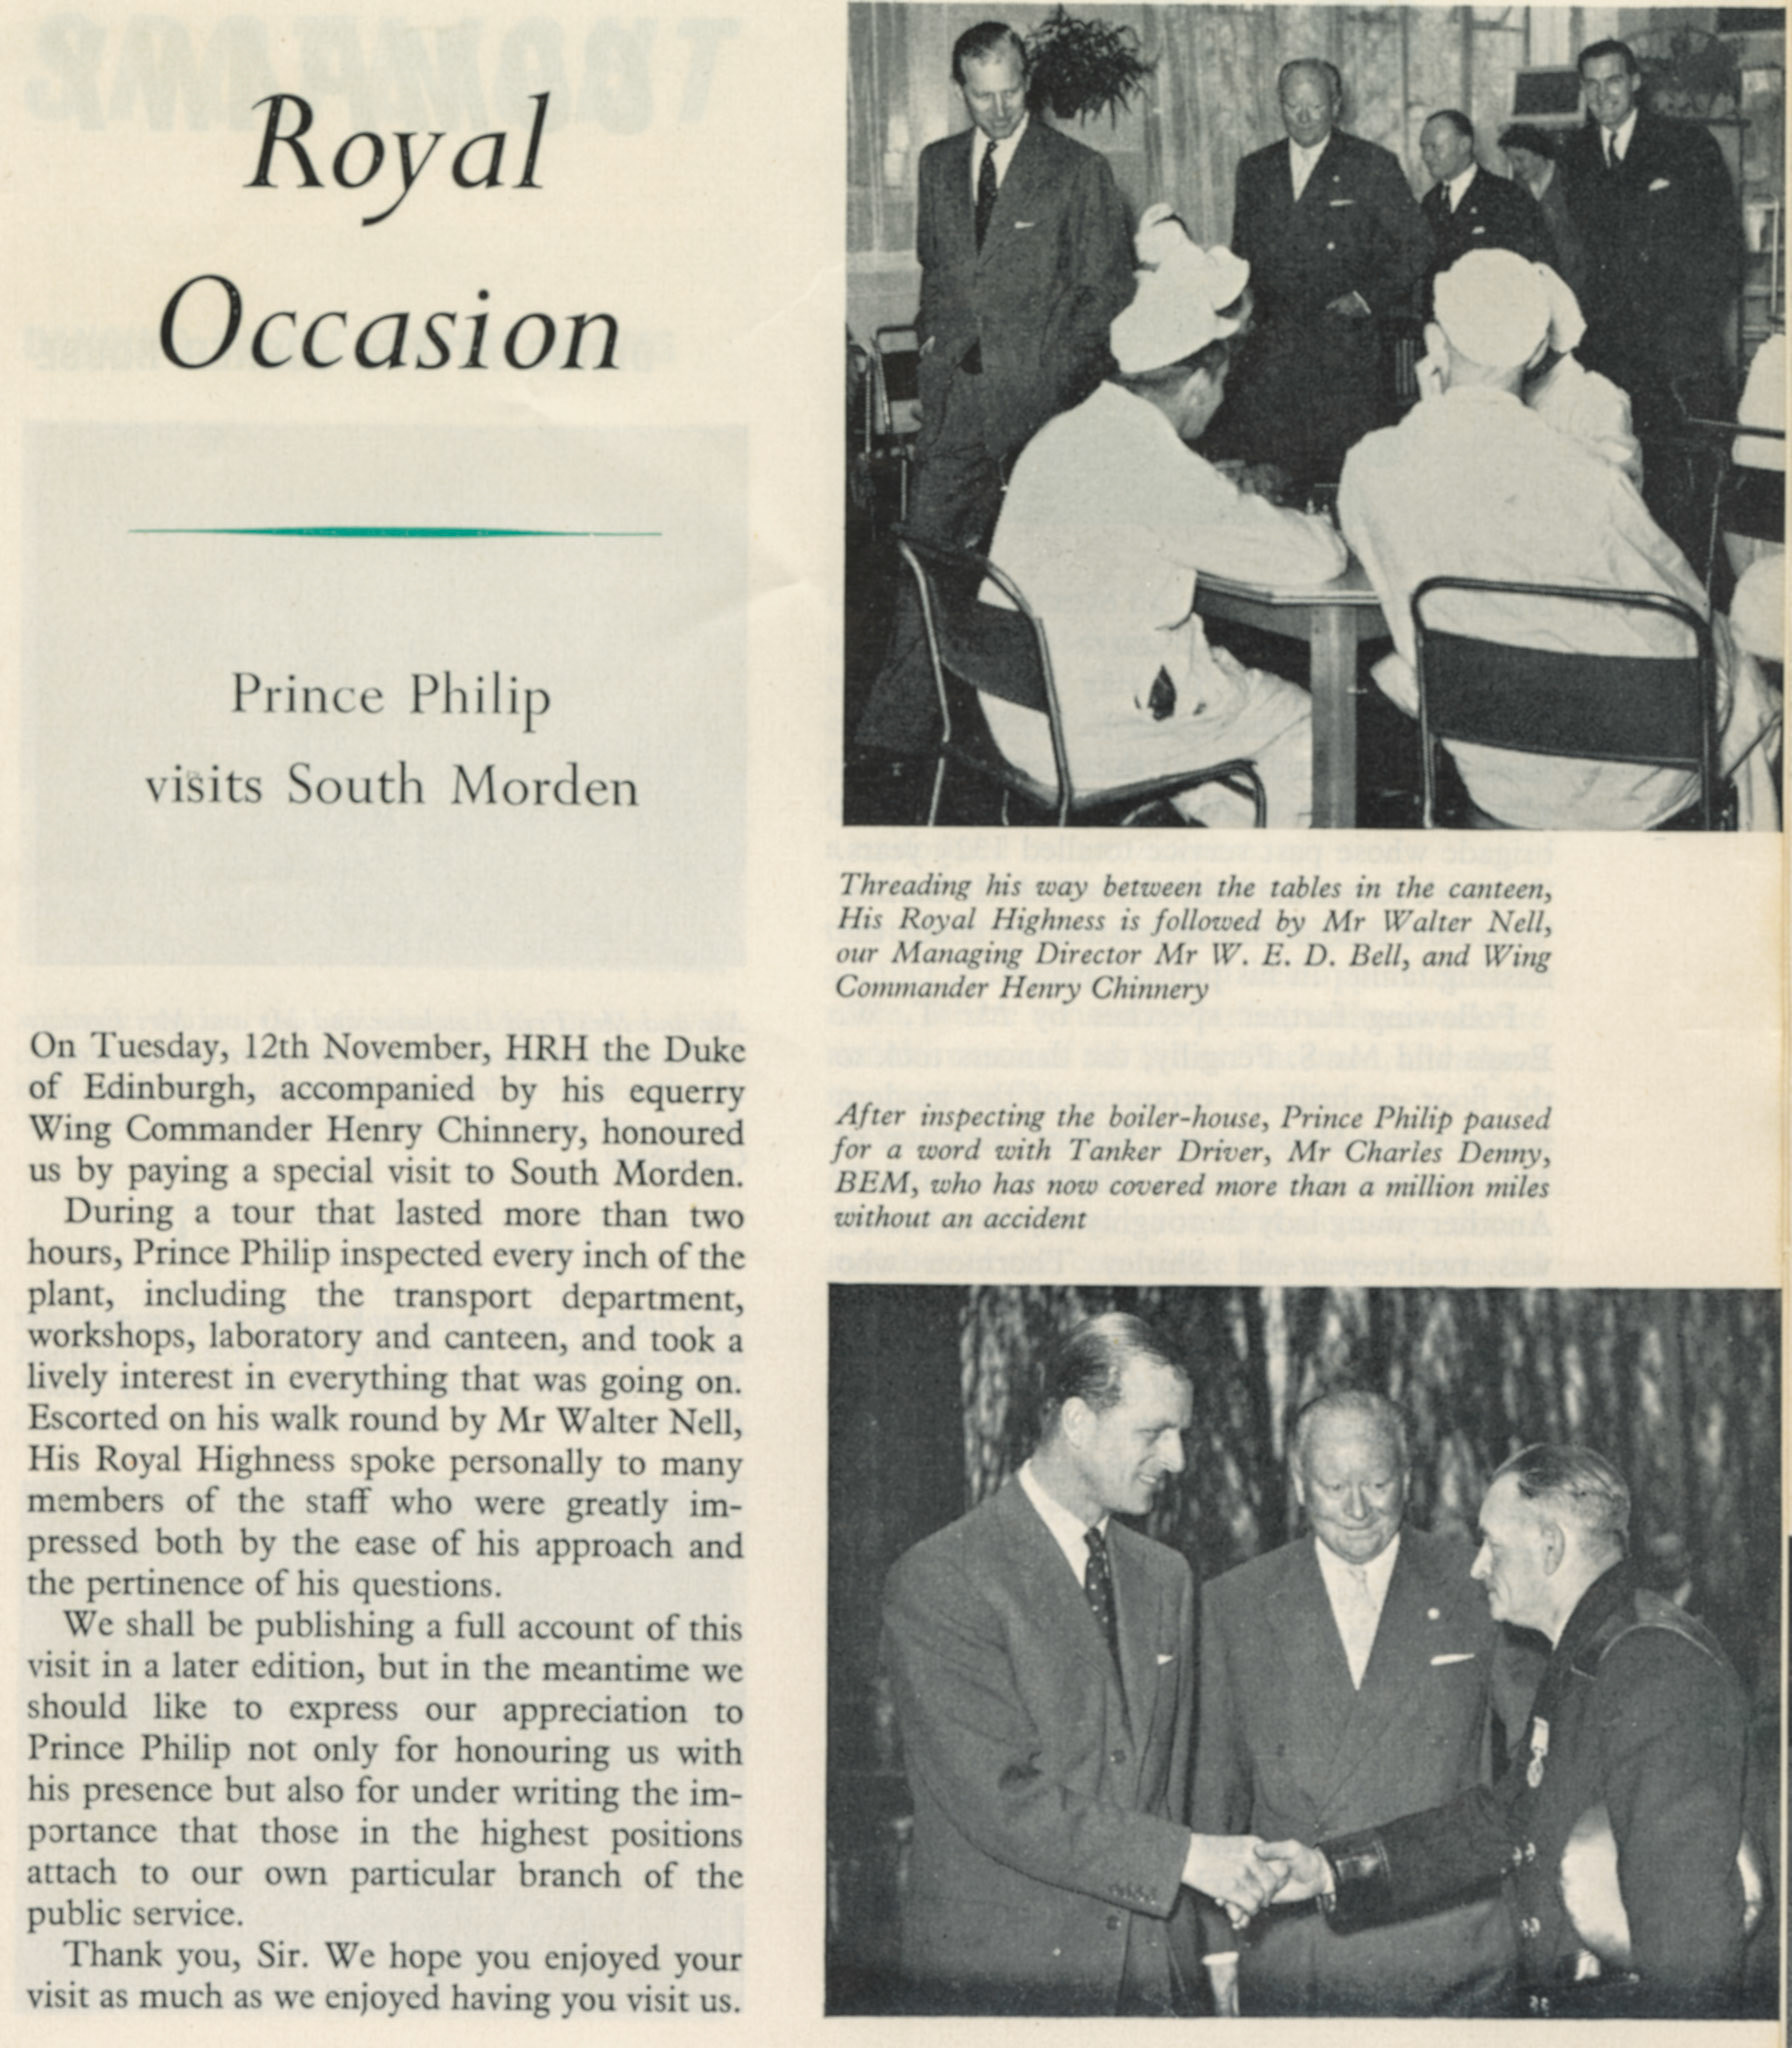 Royal
Occasion
Prince Philip
visits South Morden
On Tuesday, 12th November, HRH the Duke
of Edinburgh, accompanied by his equerry
Wing Commander Henry Chinnery, honoured
us by paying a special visit to South Morden.
During a tour that lasted more than two
hours, Prince Philip inspected every inch of the
plant, including the transport department,
workshops, laboratory and canteen, and took a
lively interest in everything that was going on.
Escorted on his walk round by Mr Walter Nell,
His Royal Highness spoke personally to many
members of the staff who were greatly im-
pressed both by the ease of his approach and
the pertinence of his questions.
We shall be publishing a full account of this
visit in a later edition, but in the meantime we
should like to express our appreciation to
Prince Philip not only for honouring us with
his presence but also for under writing the im-
portance that those in the highest positions
attach to our own particular branch of the
public service.
Thank you, Sir. We hope you enjoyed your
visit as much as we enjoyed having you visit us.
Threading his way between the tables in the canteen,
His Royal Highness is followed by Mr Walter Nell,
our Managing Director Mr W. E. D. Bell, and Wing
Commander Henry Chinnery
After inspecting the boiler-house, Prince Philip paused
for a word with Tanker Driver, Mr Charles Denny,
BEM, who has now covered more than a million miles
without an accident